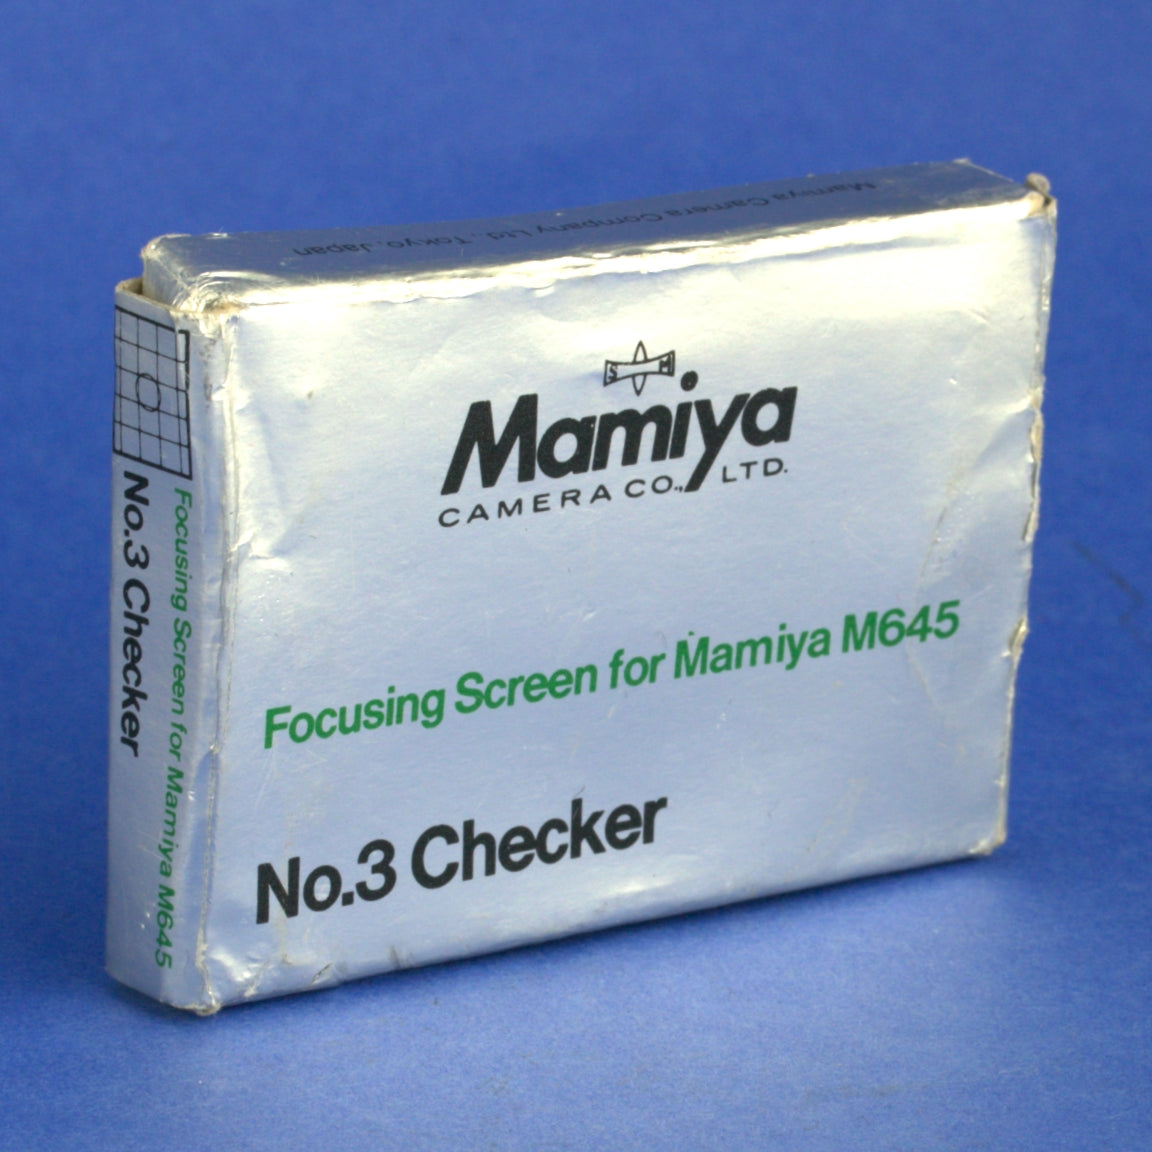 Mamiya Camera Company Ltd., Tokyo, Japan
S M
Mamiya
CAMERA CO., LTD.
Focusing Screen for Mamiya M645
No.3 Checker
Focusing Screen for Mamiya M645
No.3 Checker